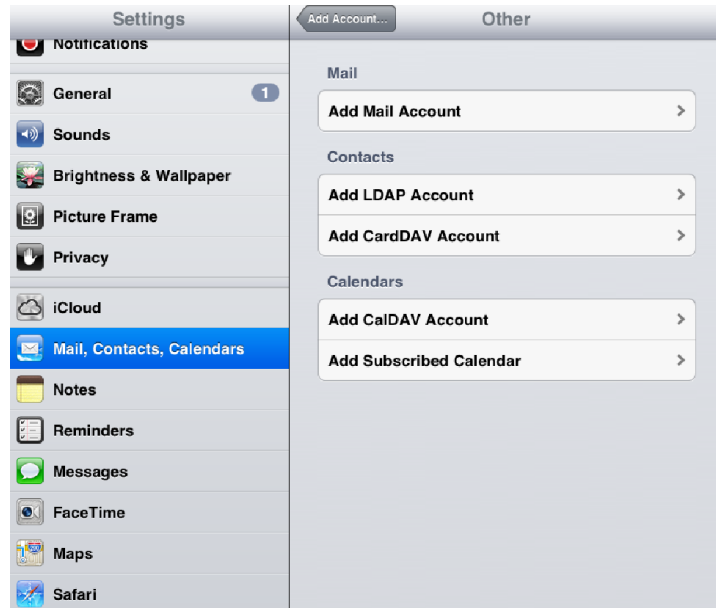 Settings
Notifications
General 1
Sounds
Brightness & Wallpaper
Picture Frame
Privacy
iCloud
Mail, Contacts, Calendars
Notes
Reminders
Messages
FaceTime
Maps
Safari
Add Account...
Other
Mail
Add Mail Account
Contacts
Add LDAP Account
Add CardDAV Account
Calendars
Add CalDAV Account
Add Subscribed Calendar